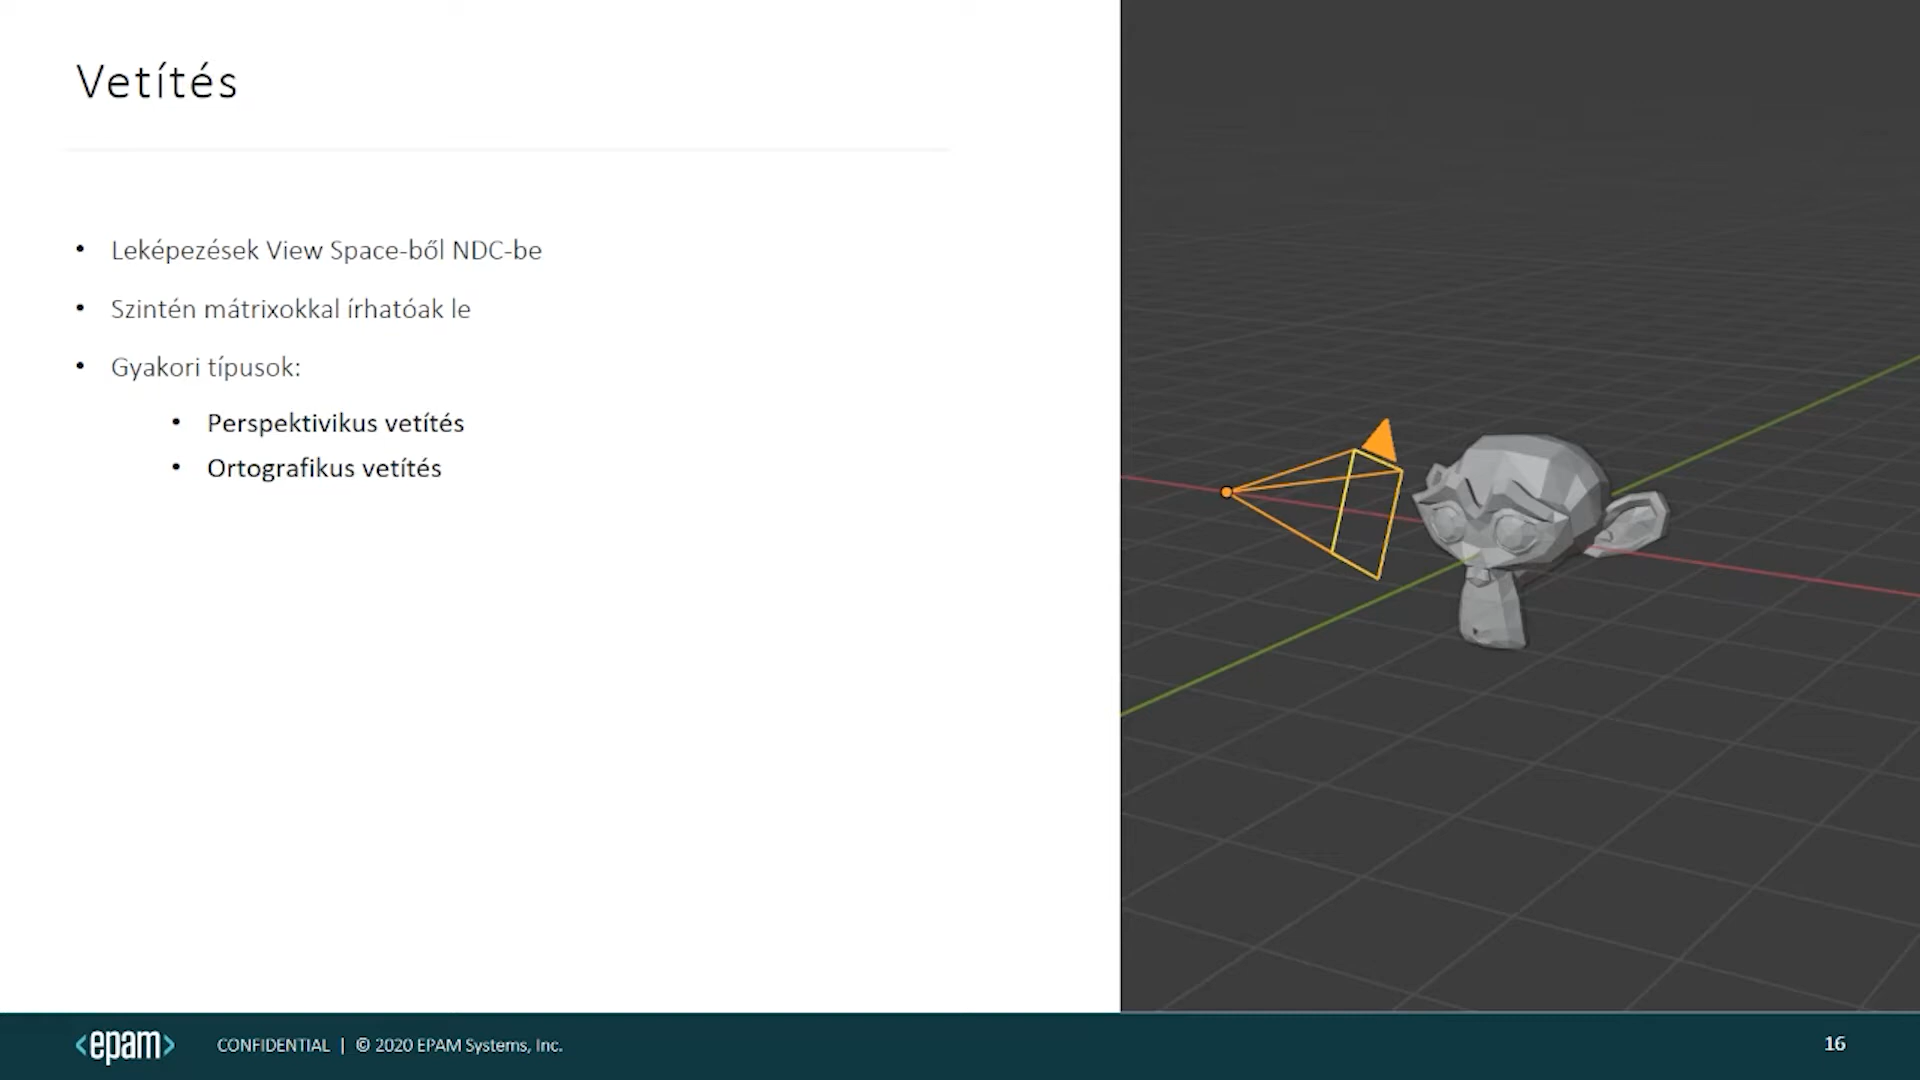 Vetítés
• Leképezések View Space-ből NDC-be
• Szintén mátrixokkal írhatóak le
• Gyakori típusok:
• Perspektivikus vetítés
• Ortografikus vetítés
<epam> CONFIDENTIAL | © 2020 EPAM Systems, Inc. 16